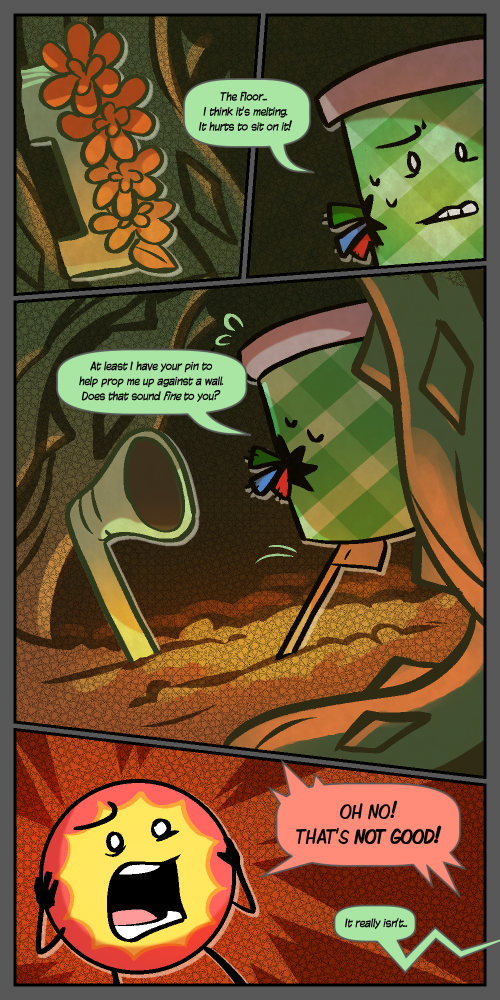 The Floor...
I think it's melting.
It hurts to sit on it!
At least I have your pin to
help prop me up against a wall.
Does that sound fine to you?
OH NO!
THAT'S NOT GOOD!
It really isn't...